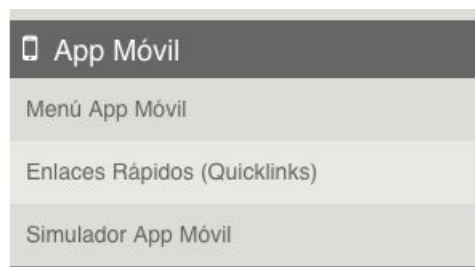 App Móvil
Menú App Móvil
Enlaces Rápidos (Quicklinks)
Simulador App Móvil